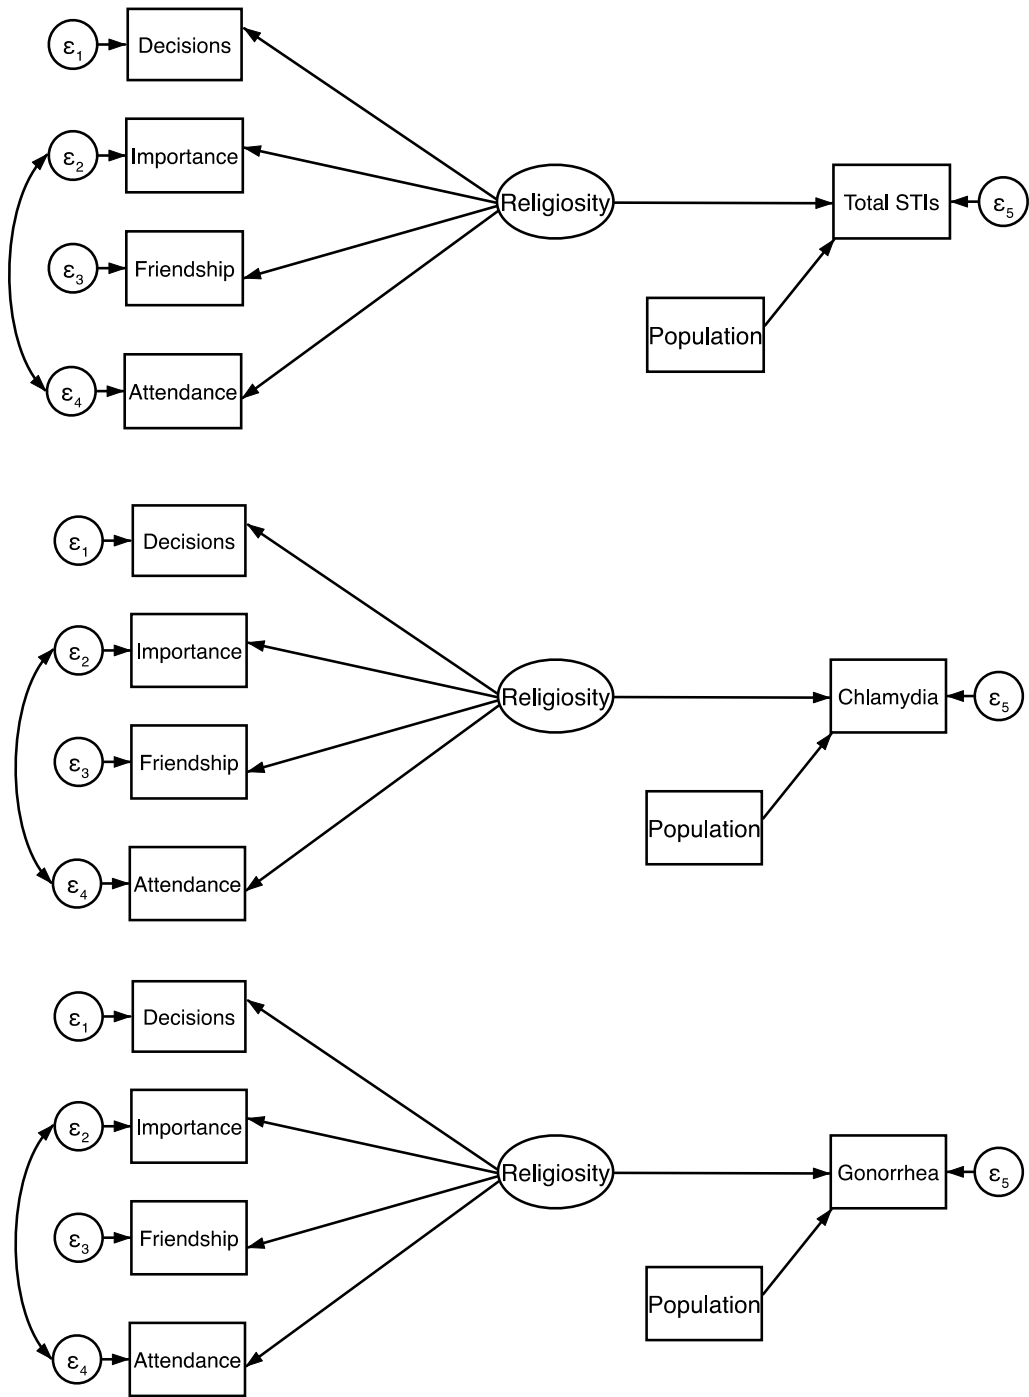 ε1
Decisions
ε2
Importance
ε3
Friendship
ε4
Attendance
Religiosity
Total STIs
ε5
Population
ε1
Decisions
ε2
Importance
ε3
Friendship
ε4
Attendance
Religiosity
Chlamydia
ε5
Population
ε1
Decisions
ε2
Importance
ε3
Friendship
ε4
Attendance
Religiosity
Gonorrhea
ε5
Population